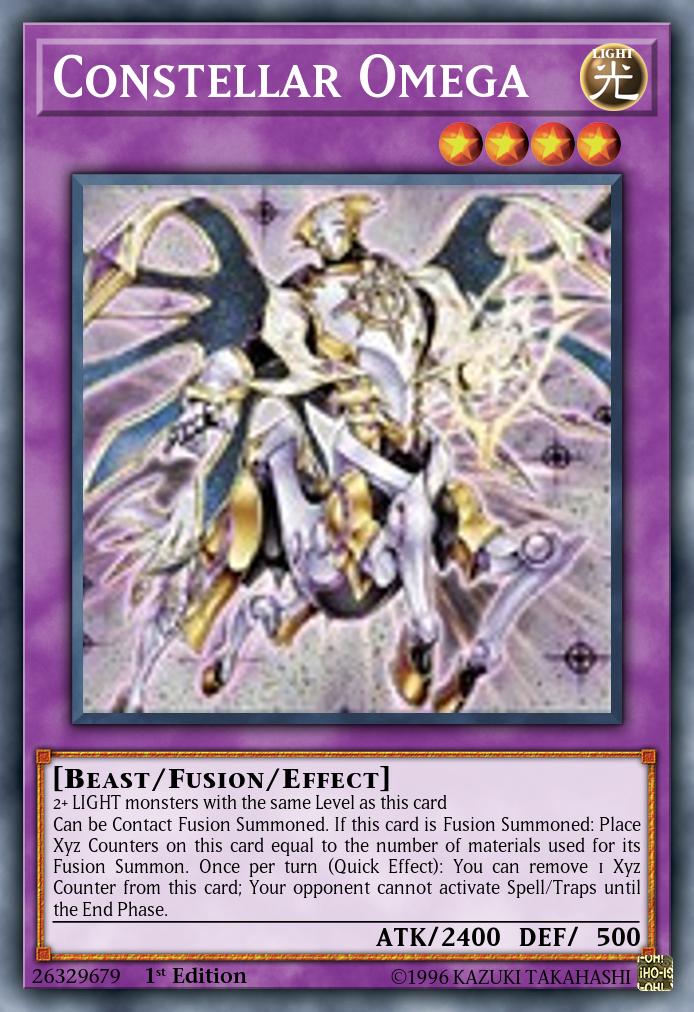 Constellar Omega
LIGHT
光
[Beast/Fusion/Effect]
2+ LIGHT monsters with the same Level as this card
Can be Contact Fusion Summoned. If this card is Fusion Summoned: Place
Xyz Counters on this card equal to the number of materials used for its
Fusion Summon. Once per turn (Quick Effect): You can remove 1 Xyz
Counter from this card; Your opponent cannot activate Spell/Traps until
the End Phase.
ATK/2400 DEF/ 500
26329679 1st Edition ©1996 KAZUKI TAKAHASHI